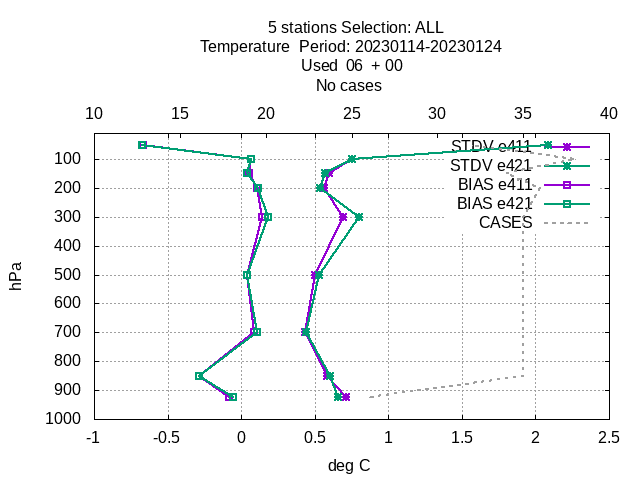 5 stations Selection: ALL
Temperature  Period: 20230114-20230124
Used  06  + 00
No cases
10 15 20 25 30 35 40
STDV e411
STDV e421
BIAS e411
BIAS e421
CASES
100
200
300
400
500
600
700
800
900
1000
hPa
-1 -0.5 0 0.5 1 1.5 2 2.5
deg C